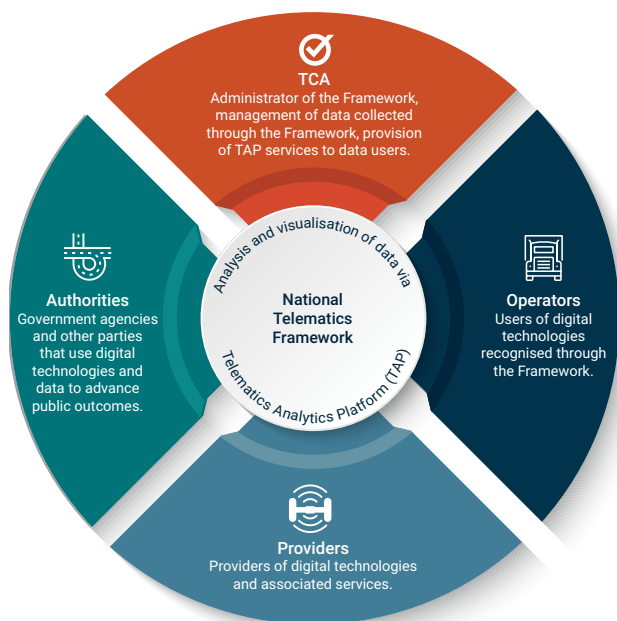 TCA
Administrator of the Framework,
management of data collected
through the Framework, provision
of TAP services to data users.
Analysis and visualisation of data via
National
Telematics
Framework
Telematics Analytics Platform (TAP)
Authorities
Government agencies
and other parties
that use digital
technologies and
data to advance
public outcomes.
Operators
Users of digital
technologies
recognised through
the Framework.
Providers
Providers of digital technologies
and associated services.